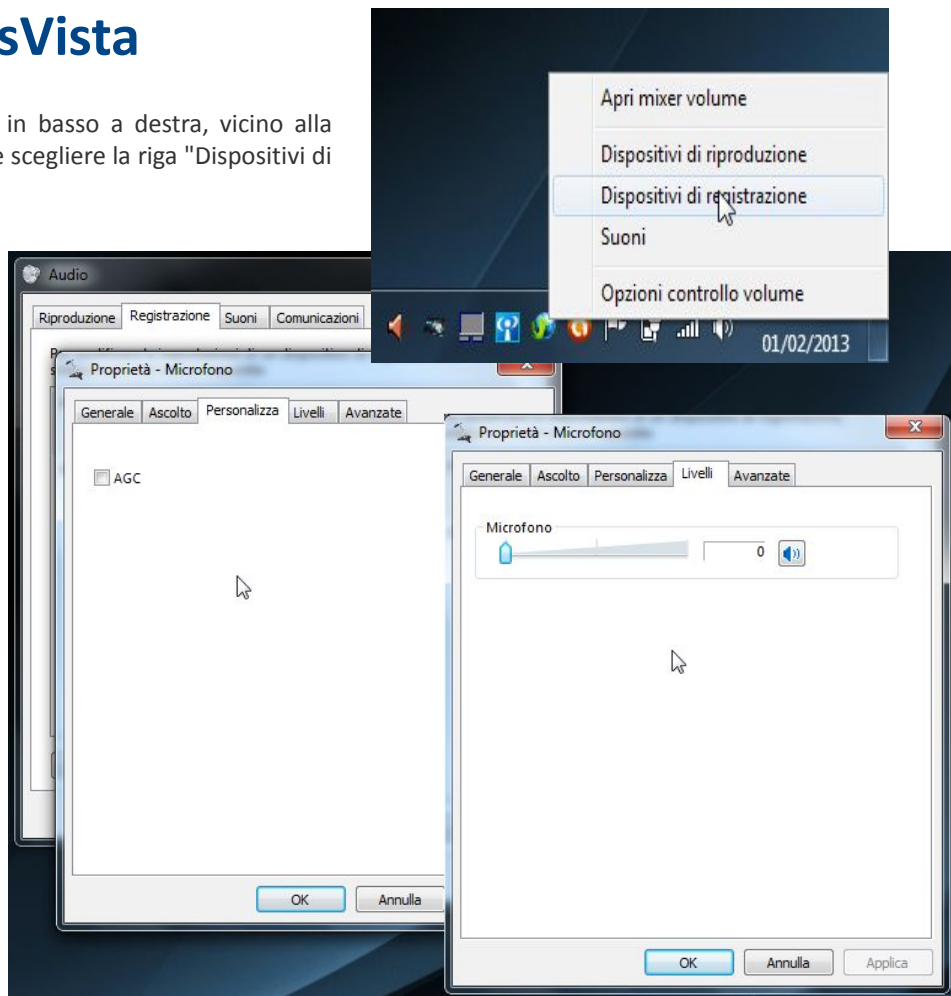 sVista
in basso a destra, vicino alla
e scegliere la riga "Dispositivi di
Apri mixer volume
Dispositivi di riproduzione
Dispositivi di registrazione
Suoni
Opzioni controllo volume
01/02/2013
Audio
Riproduzione Registrazione Suoni Comunicazioni
Proprietà - Microfono
Generale Ascolto Personalizza Livelli Avanzate
AGC
OK Annulla
Proprietà - Microfono
Generale Ascolto Personalizza Livelli Avanzate
Microfono
0
OK Annulla Applica